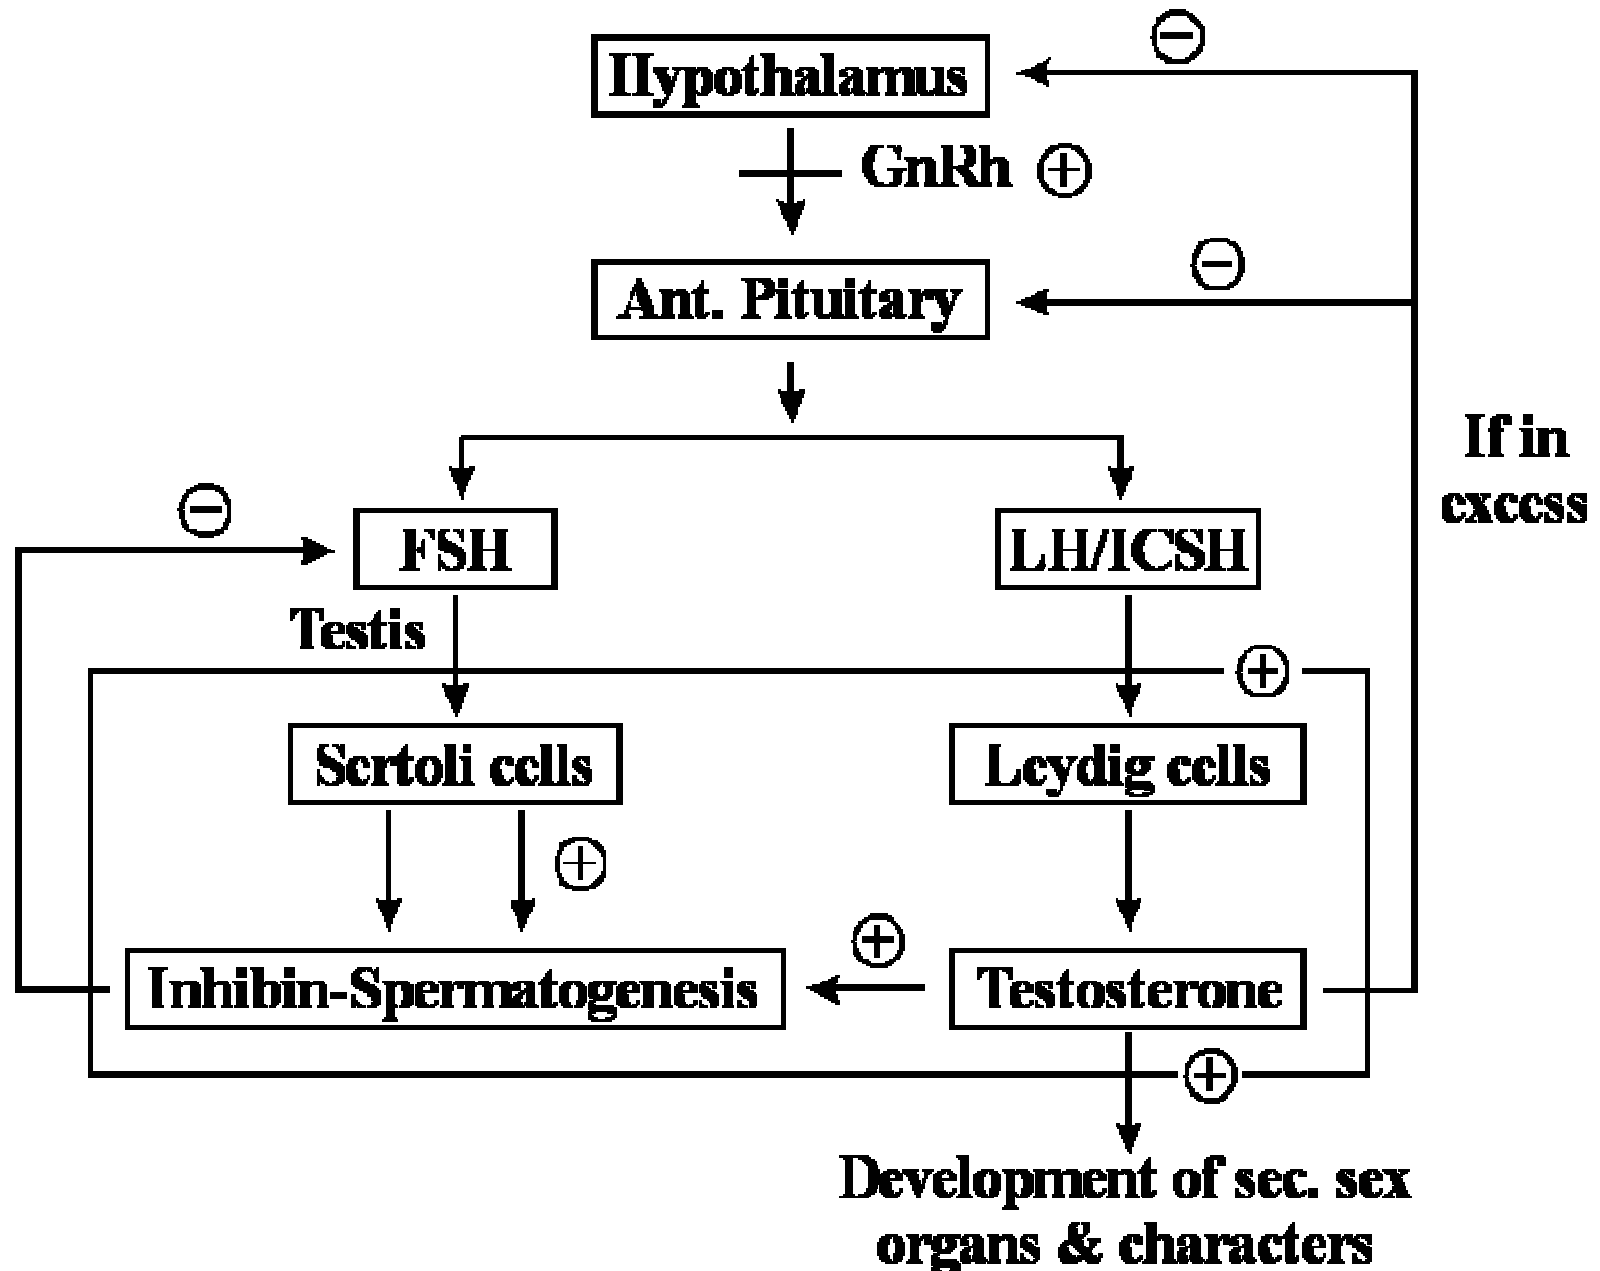 Hypothalamus
GnRh ⊕
⊖
Ant. Pituitary
⊖
If in
excess
⊖
FSH
LH/ICSH
Testis
⊕
Sertoli cells
Leydig cells
⊕
⊕
Inhibin-Spermatogenesis
Testosterone
⊕
Development of sec. sex
organs & characters